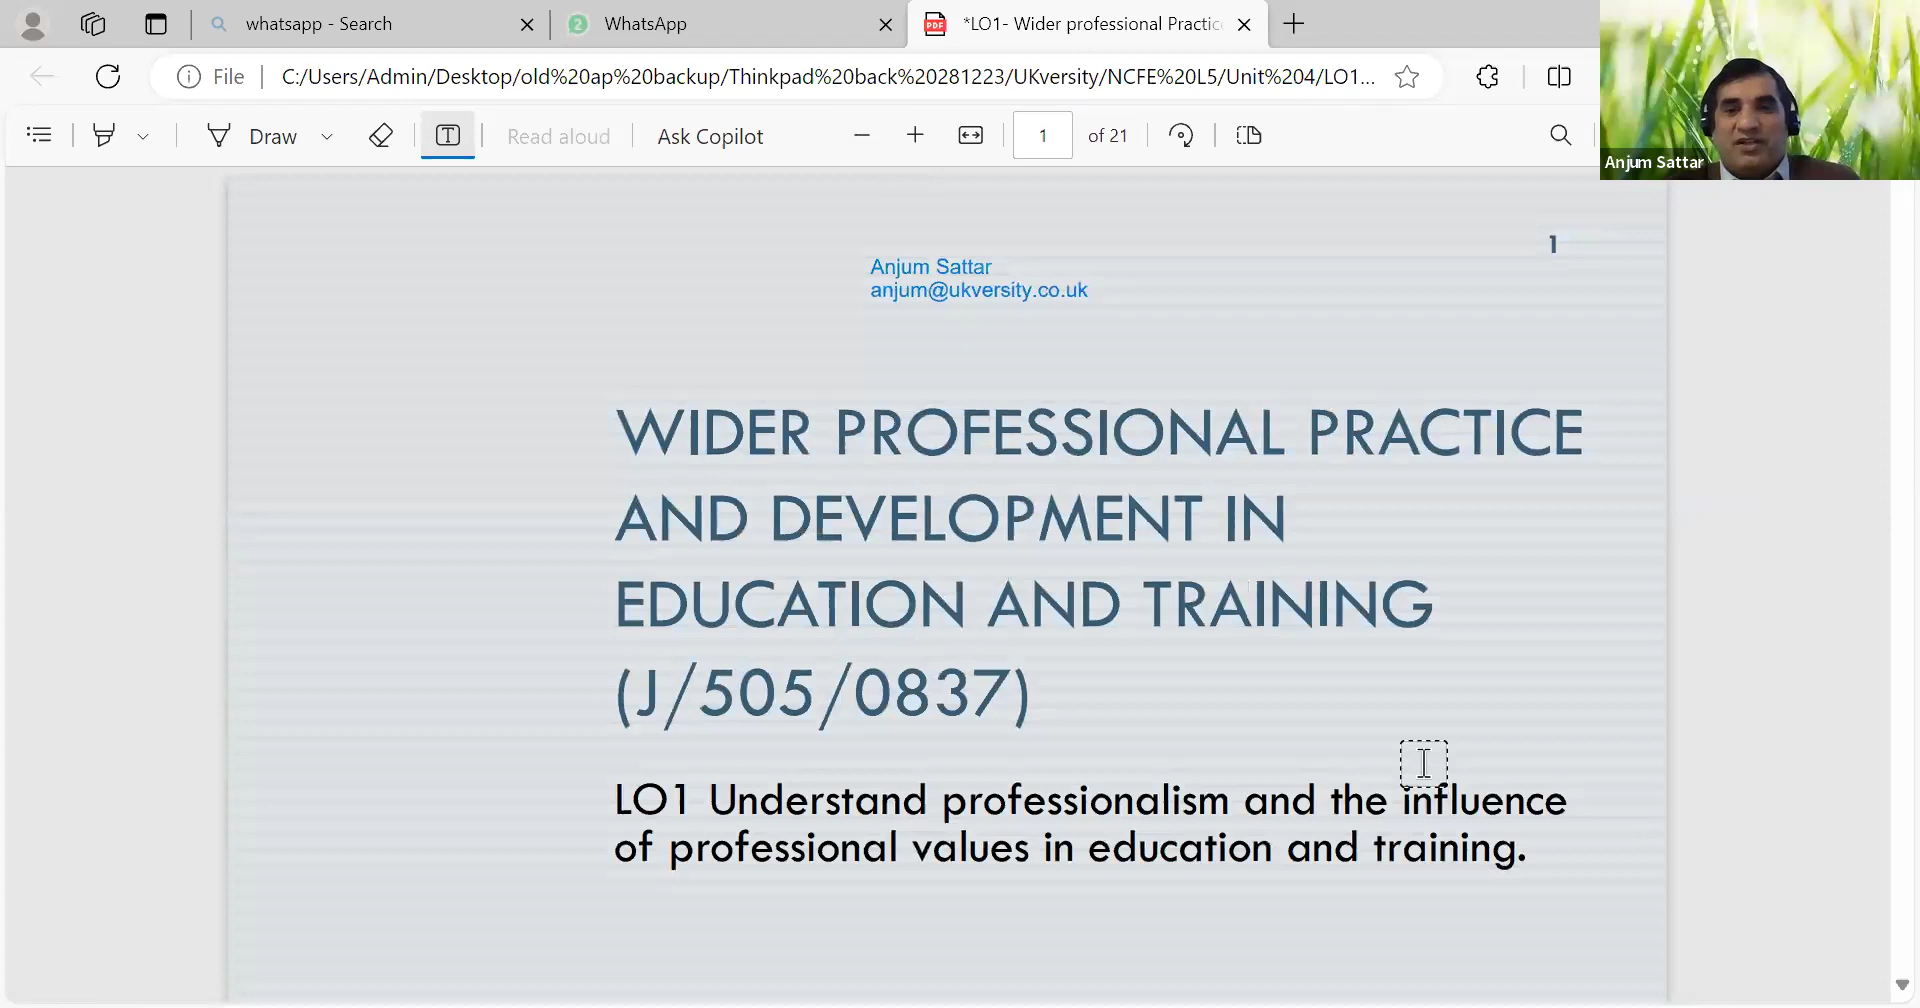 whatsapp - Search
2
WhatsApp
PDF
*LO1- Wider professional Practic
File
C:/Users/Admin/Desktop/old%20ap%20backup/Thinkpad%20back%20281223/UKversity/NCFE%20L5/Unit%204/LO1...
Draw
T
Read aloud
Ask Copilot
1
of 21
Anjum Sattar
1
Anjum Sattar
anjum@ukversity.co.uk
WIDER PROFESSIONAL PRACTICE
AND DEVELOPMENT IN
EDUCATION AND TRAINING
(J/505/0837)
LO1 Understand professionalism and the influence
of professional values in education and training.